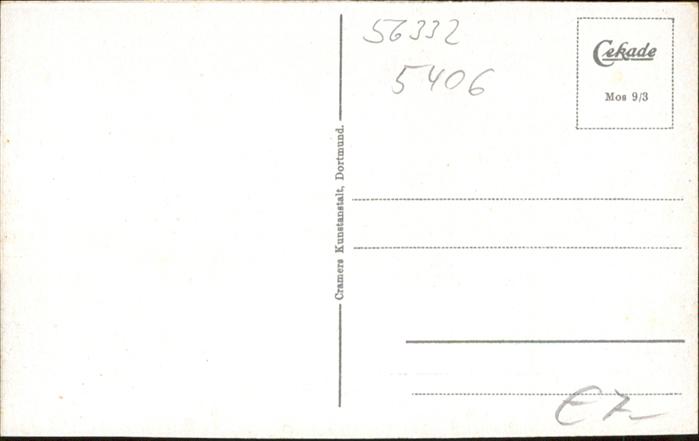 56332
5406
Cekade
Mos 9/3
Cramers Kunstanstalt, Dortmund.